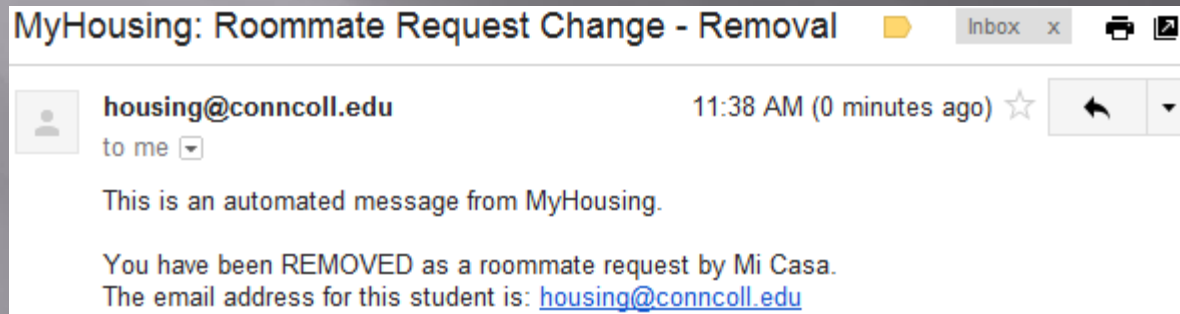 MyHousing: Roommate Request Change - Removal Inbox x
housing@conncoll.edu 11:38 AM (0 minutes ago)
to me
This is an automated message from MyHousing.
You have been REMOVED as a roommate request by Mi Casa.
The email address for this student is: housing@conncoll.edu